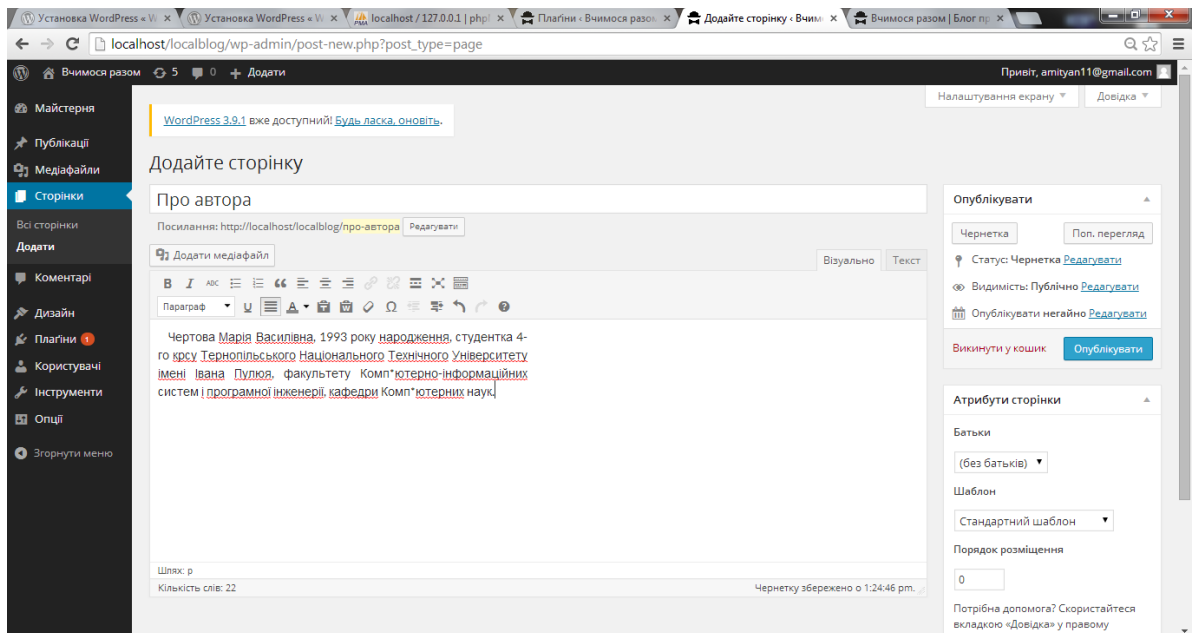 Установка WordPress « W
Установка WordPress « W
localhost / 127.0.0.1 | phpl
Плагіни ‹ Вчимося разом
Додайте сторінку ‹ Вчим
Вчимося разом | Блог пр
localhost/localblog/wp-admin/post-new.php?post_type=page
Вчимося разом 5 0 + Додати
Привіт, amityan11@gmail.com
Налаштування екрану
Довідка
Майстерня
Публікації
Медіафайли
Сторінки
Всі сторінки
Додати
Коментарі
Дизайн
Плаґіни 1
Користувачі
Інструменти
Опції
Згорнути меню
WordPress 3.9.1 вже доступний! Будь ласка, оновіть.
Додайте сторінку
Про автора
Посилання: http://localhost/localblog/про-автора Редагувати
Додати медіафайл
Візуально Текст
B I ABC
Параграф
Чертова Марія Василівна, 1993 року народження, студентка 4-
го крсу Тернопільського Національного Технічного Університету
імені Івана Пулюя, факультету Комп"ютерно-інформаційних
систем і програмної інженерії, кафедри Комп"ютерних наук.
Шлях: p
Кількість слів: 22
Чернетку збережено о 1:24:46 pm.
Опублікувати
Чернетка
Поп. перегляд
Статус: Чернетка Редагувати
Видимість: Публічно Редагувати
Опублікувати негайно Редагувати
Викинути у кошик
Опублікувати
Атрибути сторінки
Батьки
(без батьків)
Шаблон
Стандартний шаблон
Порядок розміщення
0
Потрібна допомога? Скористайтеся
вкладкою «Довідка» у правому